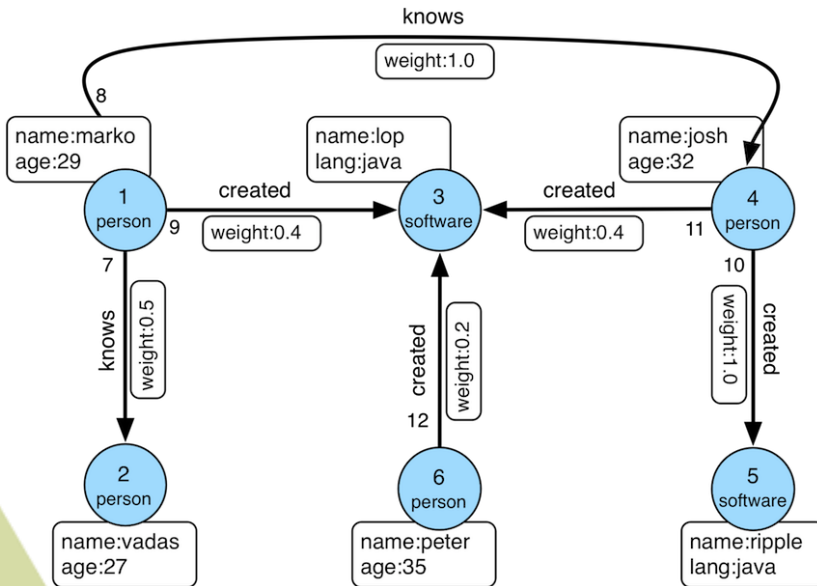 knows
weight:1.0
8
name:marko
age:29
name:lop
lang:java
name:josh
age:32
1
person
created
3
software
created
4
person
9
weight:0.4
weight:0.4
11
7
10
knows
weight:0.5
created
weight:0.2
weight:1.0
created
12
2
person
6
person
5
software
name:vadas
age:27
name:peter
age:35
name:ripple
lang:java